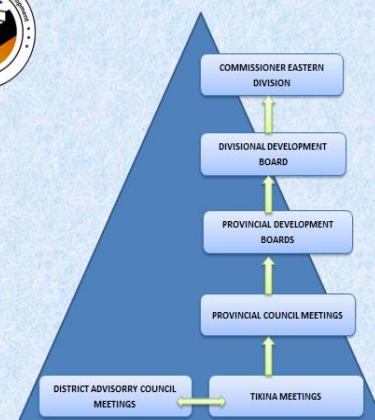 COMMISSIONER EASTERN
DIVISION
DIVISIONAL DEVELOPMENT
BOARD
PROVINCIAL DEVELOPMENT
BOARDS
PROVINCIAL COUNCIL MEETINGS
DISTRICT ADVISORRY COUNCIL
MEETINGS
TIKINA MEETINGS